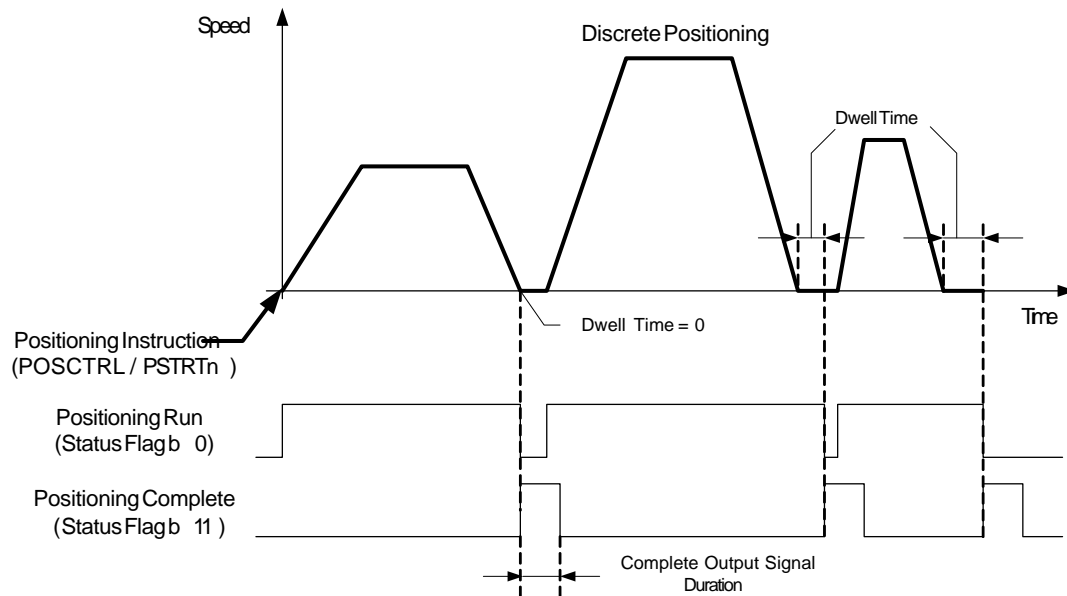 Speed
Discrete Positioning
Dwell Time
Dwell Time = 0
Time
Positioning Instruction
(POSCTRL / PSTRTn )
Positioning Run
(Status Flag b 0)
Positioning Complete
(Status Flag b 11)
Complete Output Signal
Duration